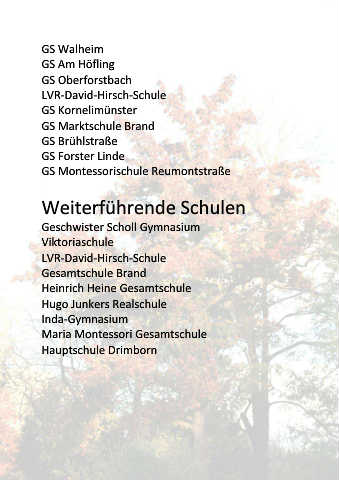 GS Walheim
GS Am Höfling
GS Oberforstbach
LVR-David-Hirsch-Schule
GS Kornelimünster
GS Marktschule Brand
GS Brühlstraße
GS Forster Linde
GS Montessorischule Reumontstraße
Weiterführende Schulen
Geschwister Scholl Gymnasium
Viktoriaschule
LVR-David-Hirsch-Schule
Gesamtschule Brand
Heinrich Heine Gesamtschule
Hugo Junkers Realschule
Inda-Gymnasium
Maria Montessori Gesamtschule
Hauptschule Drimborn